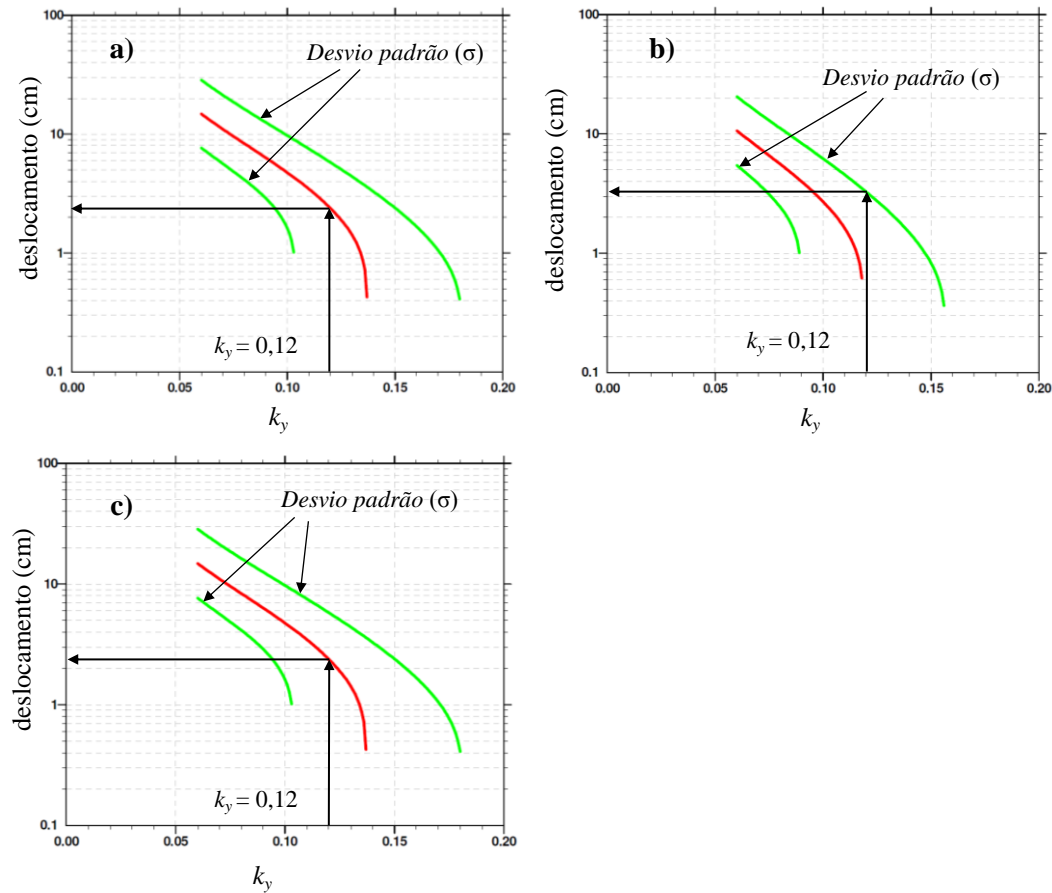 a)
Desvio padrão (σ)
deslocamento (cm)
100
10
1
0.1
k_y = 0,12
0.00 0.05 0.10 0.15 0.20
k_y
b)
Desvio padrão (σ)
deslocamento (cm)
100
10
1
0.1
k_y = 0,12
0.00 0.05 0.10 0.15 0.20
k_y
c)
Desvio padrão (σ)
deslocamento (cm)
100
10
1
0.1
k_y = 0,12
0.00 0.05 0.10 0.15 0.20
k_y